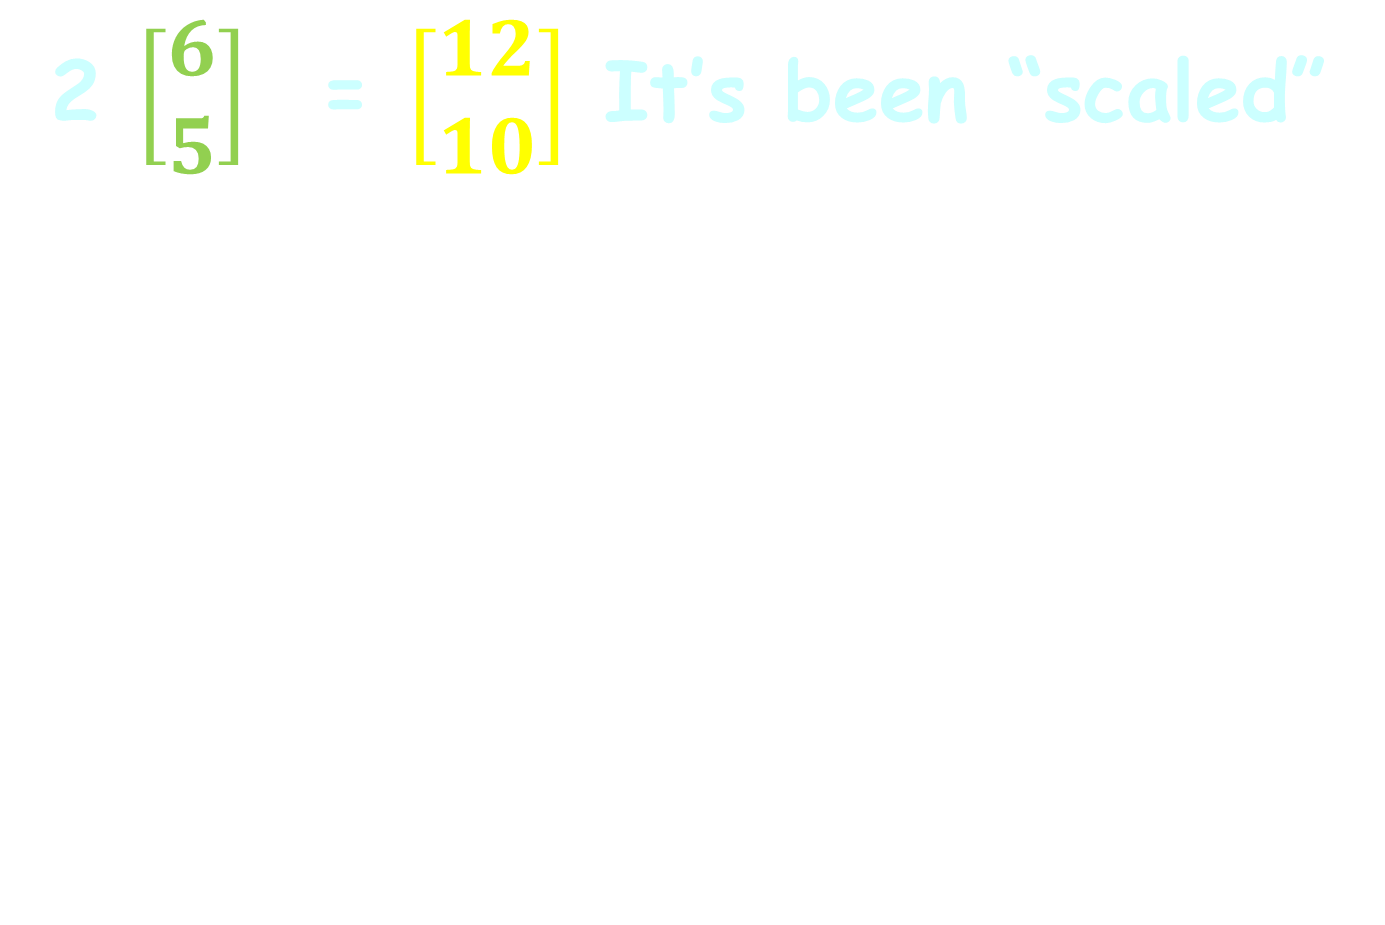 2 [6 5] = [12 10] It’s been “scaled”